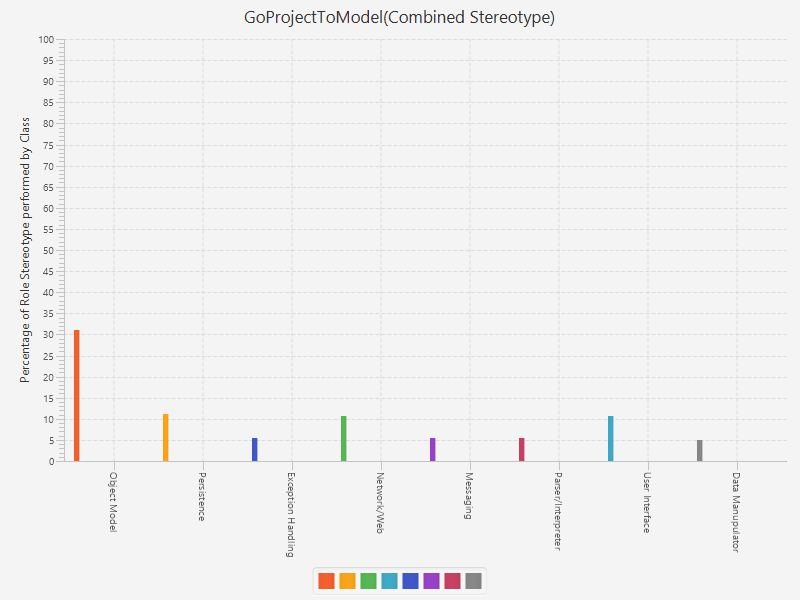 GoProjectToModel(Combined Stereotype)
Percentage of Role Stereotype performed by Class
100
95
90
85
80
75
70
65
60
55
50
45
40
35
30
25
20
15
10
5
0
Object Model
Persistence
Exception Handling
Network/Web
Messaging
Parser/Interpreter
User Interface
Data Manupulator